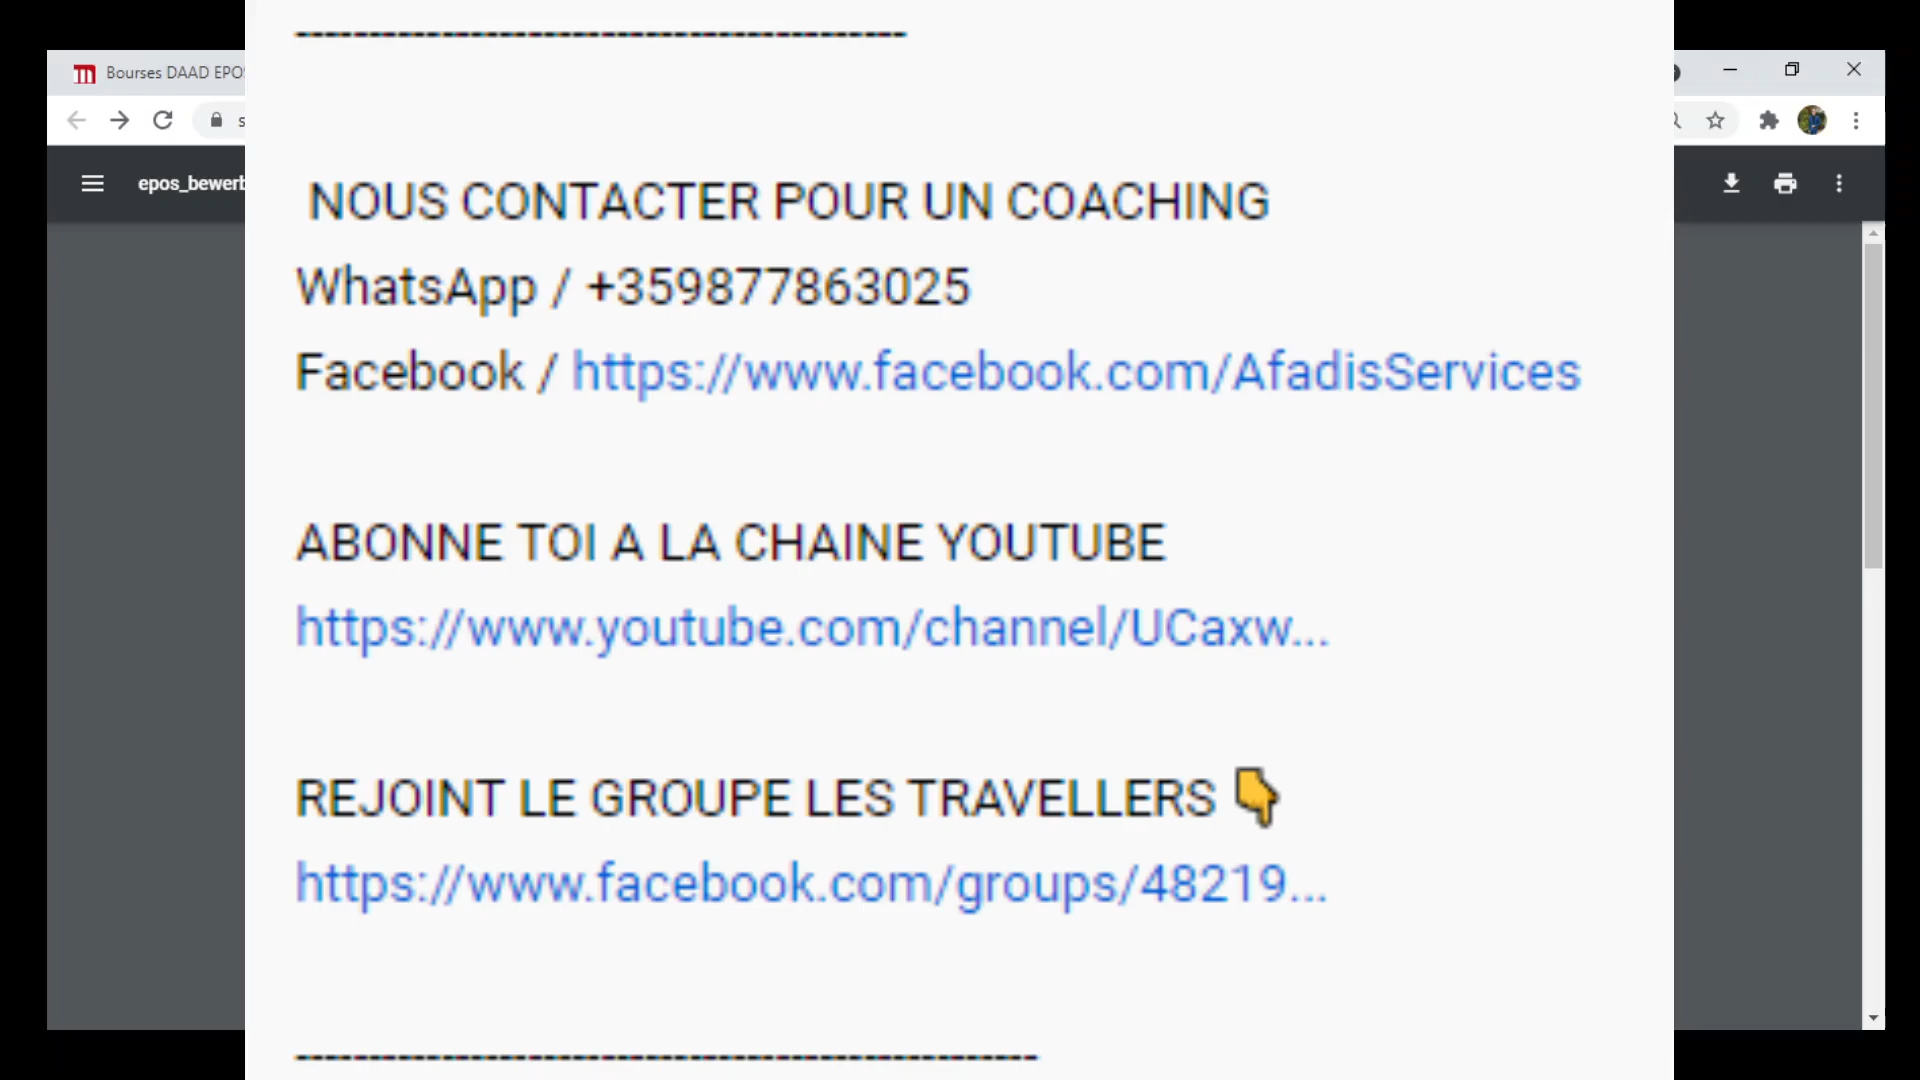 Bourses DAAD EPO
epos_bewerb
NOUS CONTACTER POUR UN COACHING
WhatsApp / +359877863025
Facebook / https://www.facebook.com/AfadisServices
ABONNE TOI A LA CHAINE YOUTUBE
https://www.youtube.com/channel/UCaxw...
REJOINT LE GROUPE LES TRAVELLERS 👇
https://www.facebook.com/groups/48219...